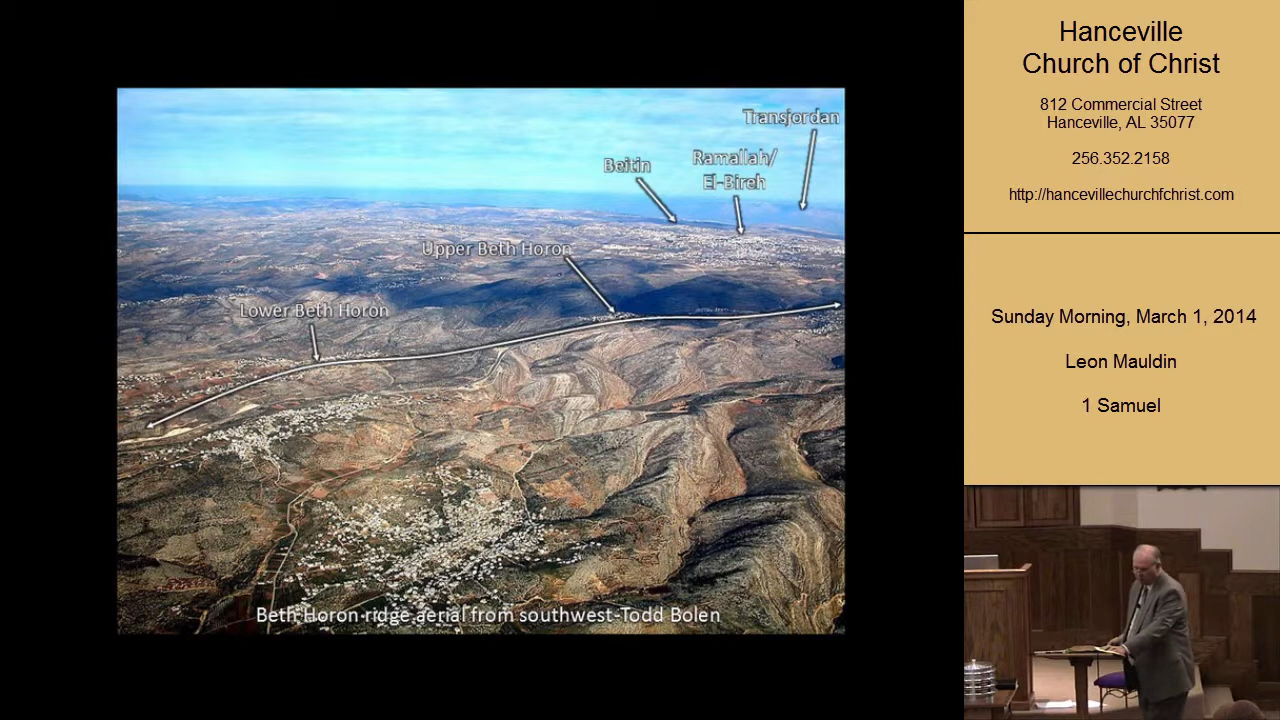 Transjordan
Beitin
Ramallah/
El-Bireh
Upper Beth Horon
Lower Beth Horon
Beth Horon ridge aerial from southwest-Todd Bolen
Hanceville
Church of Christ
812 Commercial Street
Hanceville, AL 35077
256.352.2158
http://hancevillechurchfchrist.com
Sunday Morning, March 1, 2014
Leon Mauldin
1 Samuel